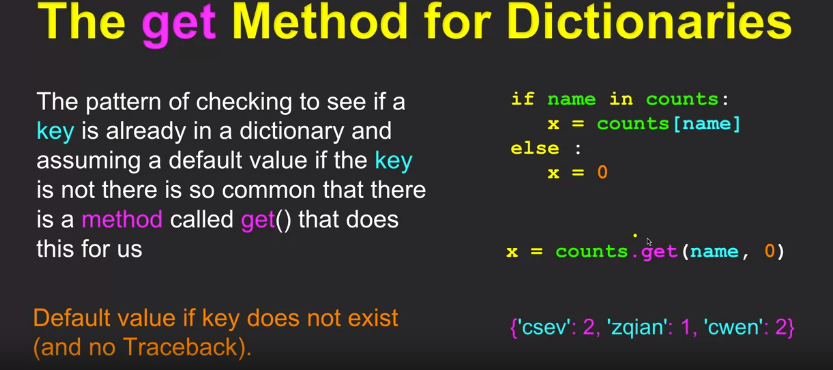 The get Method for Dictionaries
The pattern of checking to see if a
key is already in a dictionary and
assuming a default value if the key
is not there is so common that there
is a method called get() that does
this for us
Default value if key does not exist
(and no Traceback).
if name in counts:
   x = counts[name]
else :
   x = 0
x = counts.get(name, 0)
{'csev': 2, 'zqian': 1, 'cwen': 2}